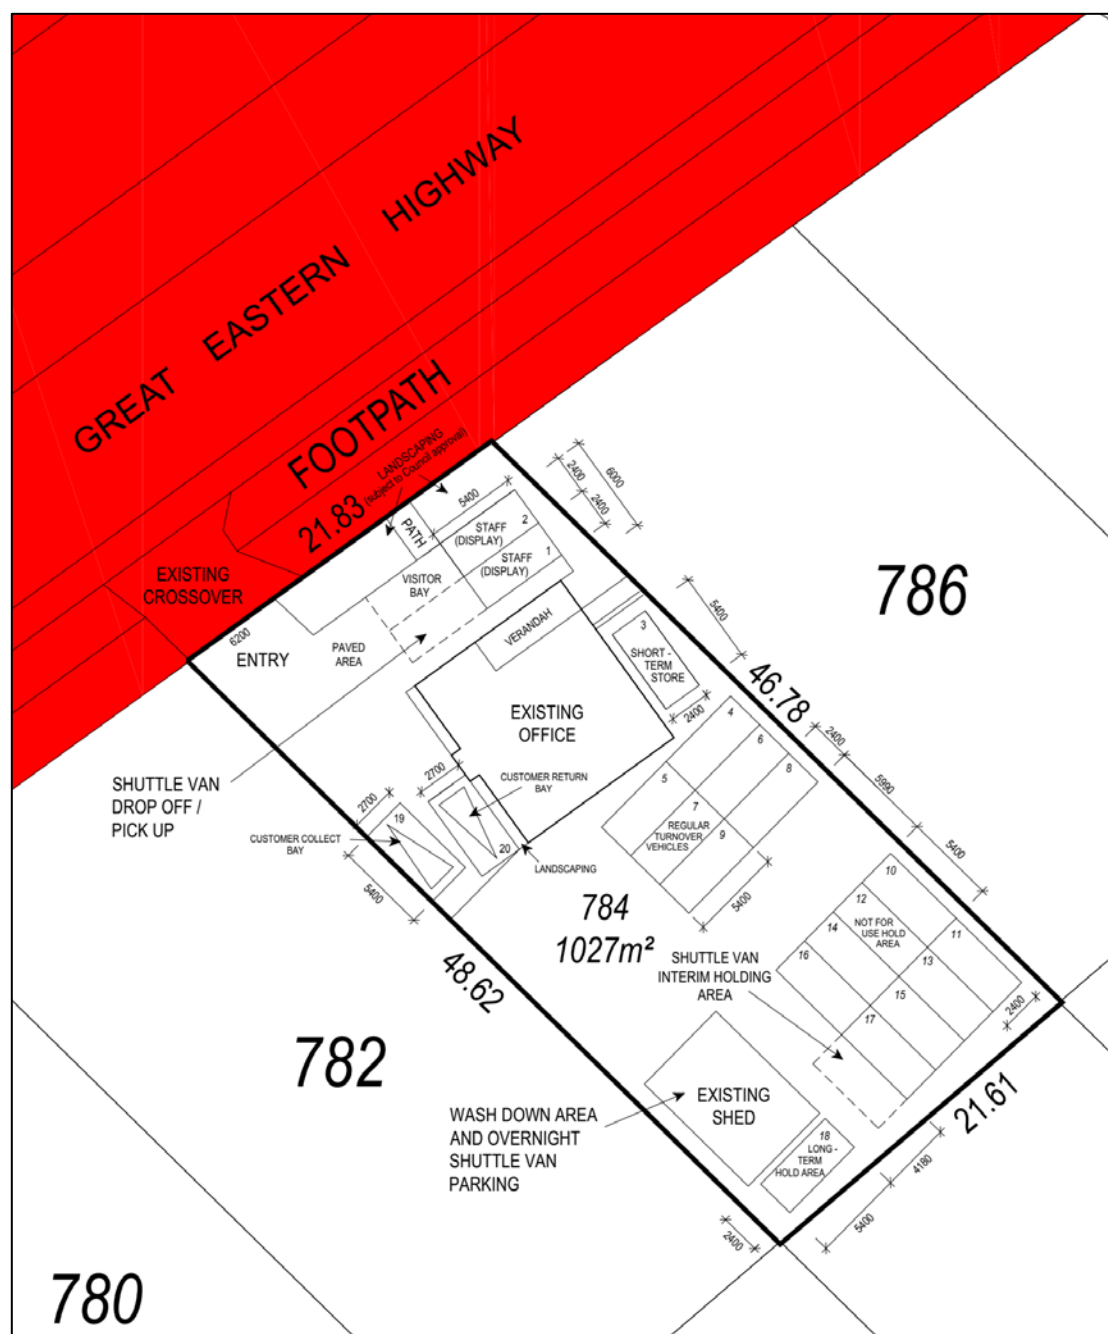 GREAT EASTERN HIGHWAY
FOOTPATH
LANDSCAPING
(subject to Council approval)
21.83
EXISTING
CROSSOVER
6200
ENTRY
PATH
5400
STAFF
(DISPLAY)
2
STAFF
(DISPLAY)
1
VISITOR
BAY
PAVED
AREA
VERANDAH
2400
2400
6000
786
5400
3
SHORT -
TERM
STORE
2400
46.78
EXISTING
OFFICE
SHUTTLE VAN
DROP OFF /
PICK UP
2700
2700
CUSTOMER RETURN
BAY
19
20
CUSTOMER COLLECT
BAY
5400
LANDSCAPING
4
6
8
5
7
9
REGULAR
TURNOVER
VEHICLES
5400
2400
5990
5400
784
1027m²
48.62
10
12
14
16
NOT FOR
USE HOLD
AREA
11
13
15
17
SHUTTLE VAN
INTERIM HOLDING
AREA
2400
782
EXISTING
SHED
WASH DOWN AREA
AND OVERNIGHT
SHUTTLE VAN
PARKING
18
LONG -
TERM
HOLD AREA
21.61
4180
5400
2400
780